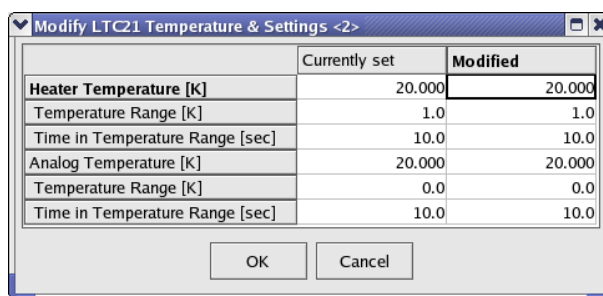 Modify LTC21 Temperature & Settings <2>
Currently set Modified
Heater Temperature [K] 20.000 20.000
Temperature Range [K] 1.0 1.0
Time in Temperature Range [sec] 10.0 10.0
Analog Temperature [K] 20.000 20.000
Temperature Range [K] 0.0 0.0
Time in Temperature Range [sec] 10.0 10.0
OK Cancel